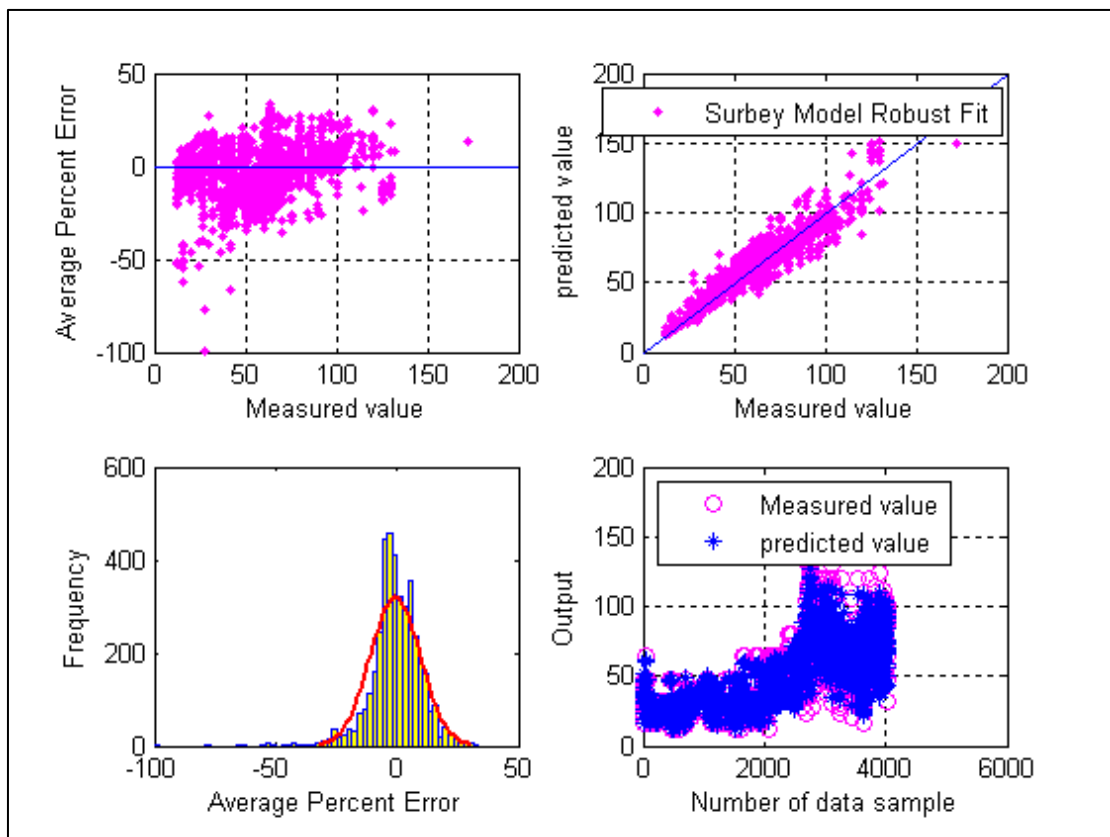 50
0
-50
-100
Average Percent Error
0 50 100 150 200
Measured value
200
150
100
50
0
predicted value
Surbey Model Robust Fit
0 50 100 150 200
Measured value
600
400
200
0
Frequency
-100 -50 0 50
Average Percent Error
200
150
100
50
0
Output
Measured value
predicted value
0 2000 4000 6000
Number of data sample